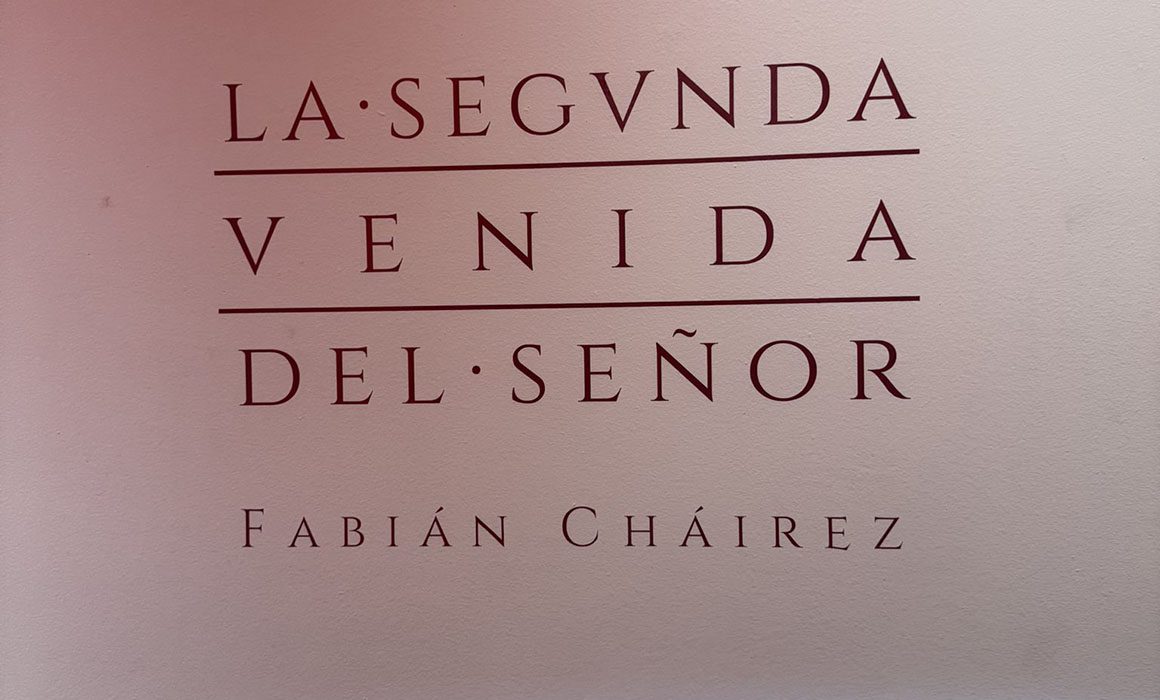 LA·SEGVNDA
VENIDA
DEL·SEÑOR
FABIÁN CHÁIREZ